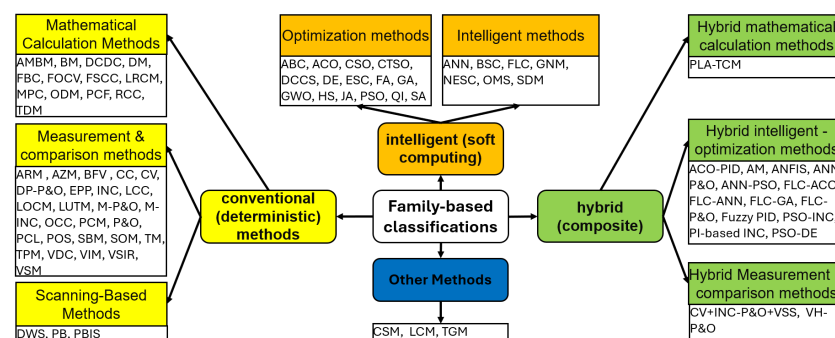 Mathematical
Calculation Methods
AMBM, BM, DCDC, DM,
FBC, FOCV, FSCC, LRCM,
MPC, ODM, PCF, RCC,
TDM
Measurement &
comparison methods
ARM , AZM, BFV , CC, CV,
DP-P&O, EPP, INC, LCC,
LOCM, LUTM, M-P&O, M-
INC, OCC, PCM, P&O,
PCL, POS, SBM, SOM, TM,
TPM, VDC, VIM, VSIR,
VSM
Scanning-Based
Methods
DWS, PB, PBIS
conventional
(deterministic)
methods
Optimization methods
ABC, ACO, CSO, CTSO,
DCCS, DE, ESC, FA, GA,
GWO, HS, JA, PSO, QI, SA
Intelligent methods
ANN, BSC, FLC, GNM,
NESC, OMS, SDM
intelligent (soft
computing)
Family-based
classifications
Other Methods
CSM, LCM, TGM
hybrid
(composite)
Hybrid mathematical
calculation methods
PLA-TCM
Hybrid intelligent -
optimization methods
ACO-PID, AM, ANFIS, ANN-
P&O, ANN-PSO, FLC-ACO,
FLC-ANN, FLC-GA, FLC-
P&O, Fuzzy PID, PSO-INC,
PI-based INC, PSO-DE
Hybrid Measurement
comparison methods
CV+INC-P&O+VSS, VH-
P&O